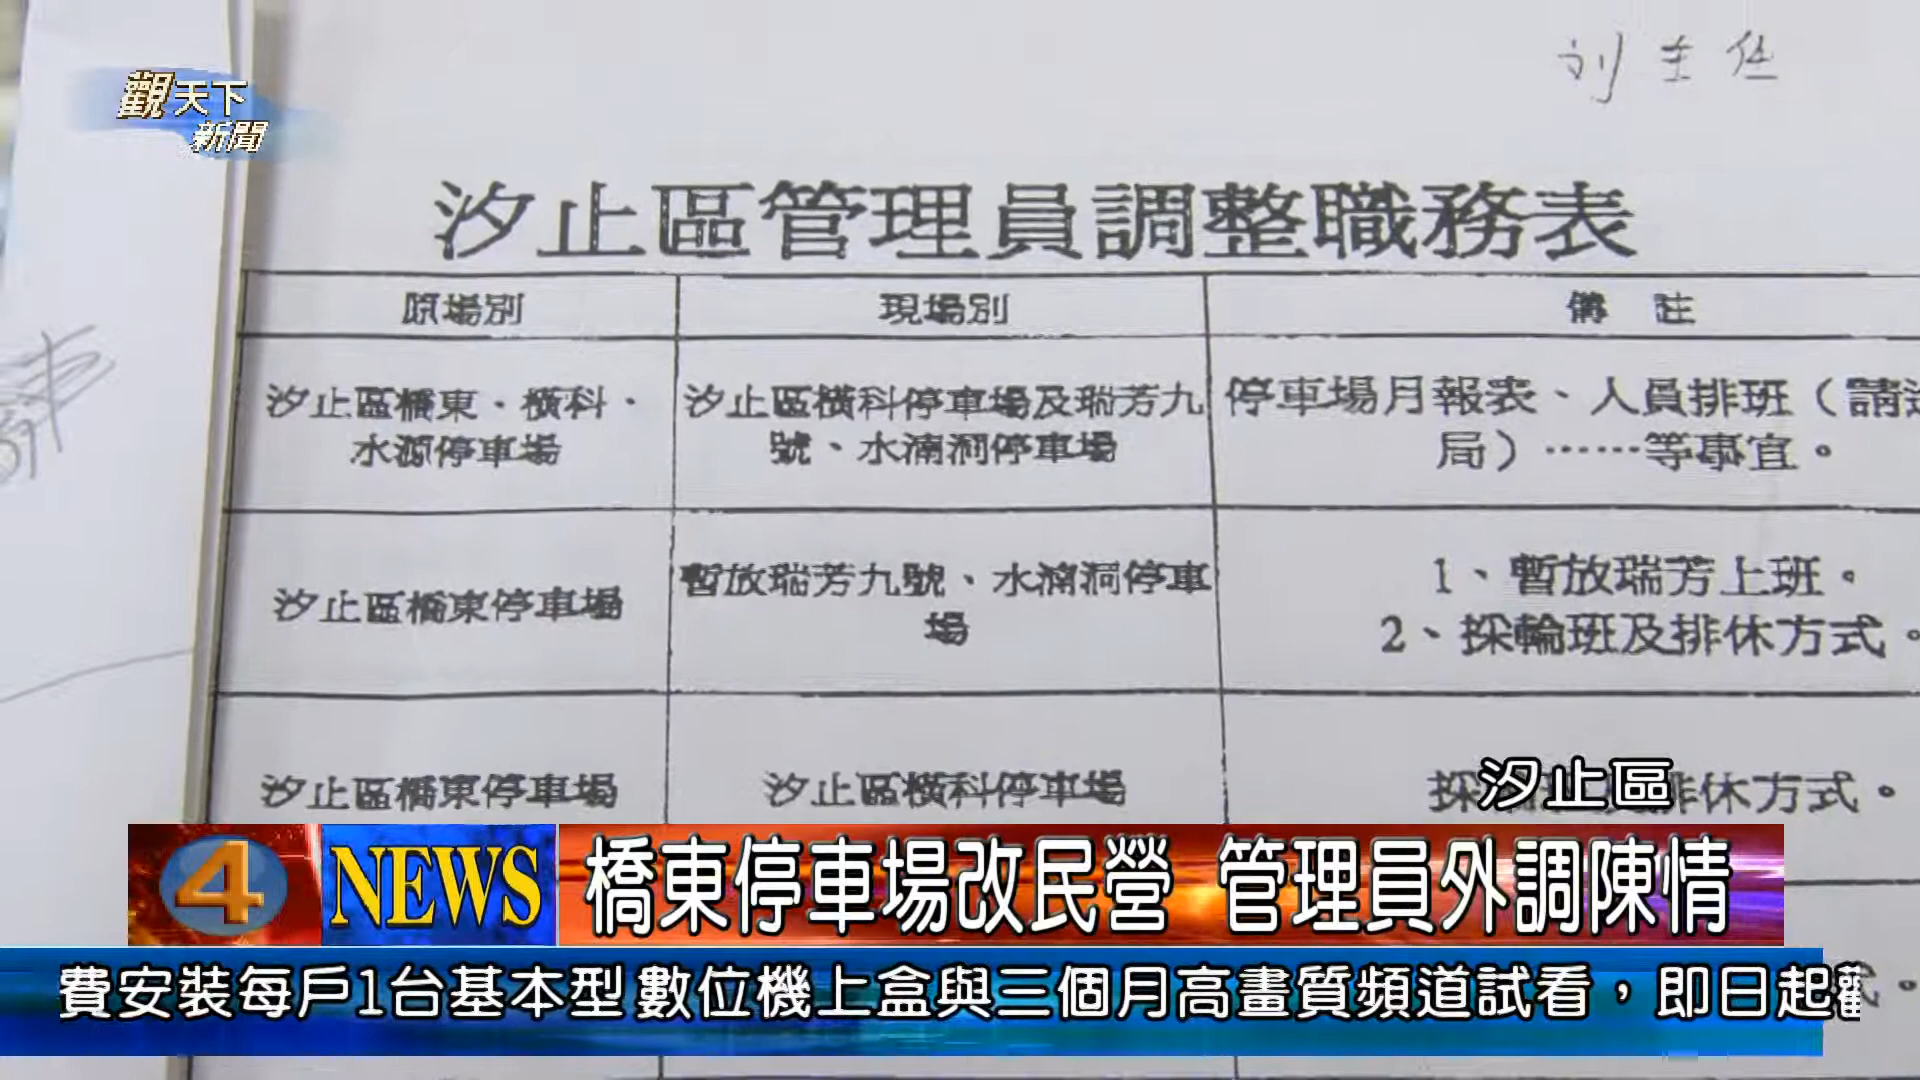 刘主任
觀天下
新聞
汐止區管理員調整職務表
原場別 現場別 備 註
汐止區橋東、橫科、 汐止區橫科停車場及瑞芳九 停車場月報表、人員排班（請送
水源停車場 號、水湳洞停車場 局）⋯⋯等事宜。
汐止區橋東停車場 暫放瑞芳九號、水湳洞停車 1、暫放瑞芳上班。
場 2、採輪班及排休方式。
汐止區橋東停車場 汐止區橫科停車場 採 排休方式。
汐止區
4 NEWS 橋東停車場改民營 管理員外調陳情
費安裝每戶1台基本型數位機上盒與三個月高畫質頻道試看，即日起